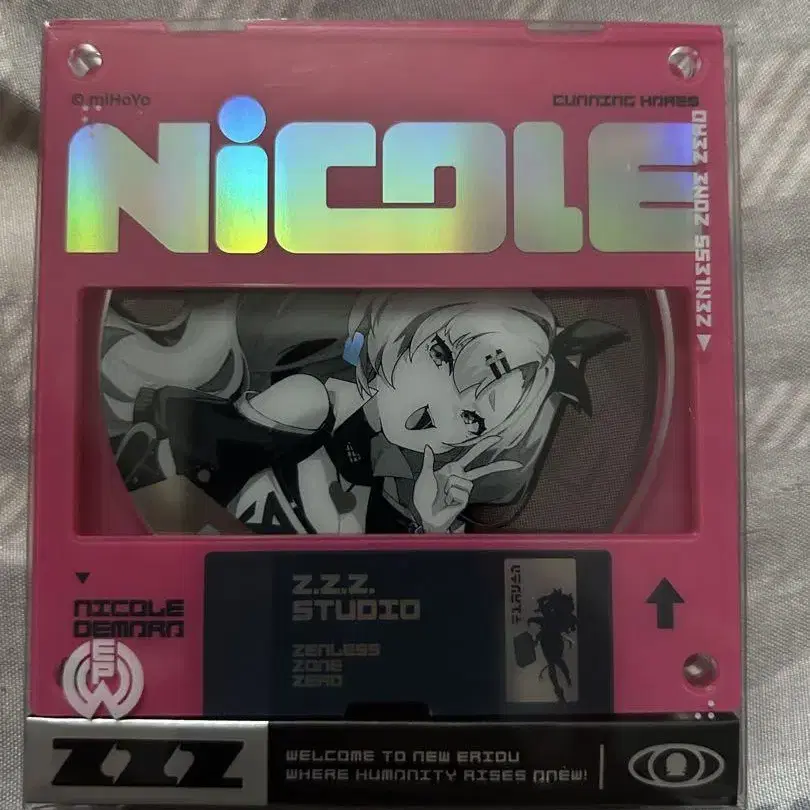 © miHoYo
CUNNING HARES
NiCOLE
ZENLESS ZONE ZERO
NICOLE
DEMARA
Z.Z.Z.
STUDIO
ZENLESS
ZONE
ZERO
ZZZ
WELCOME TO NEW ERIDU
WHERE HUMANITY RISES ANEW!